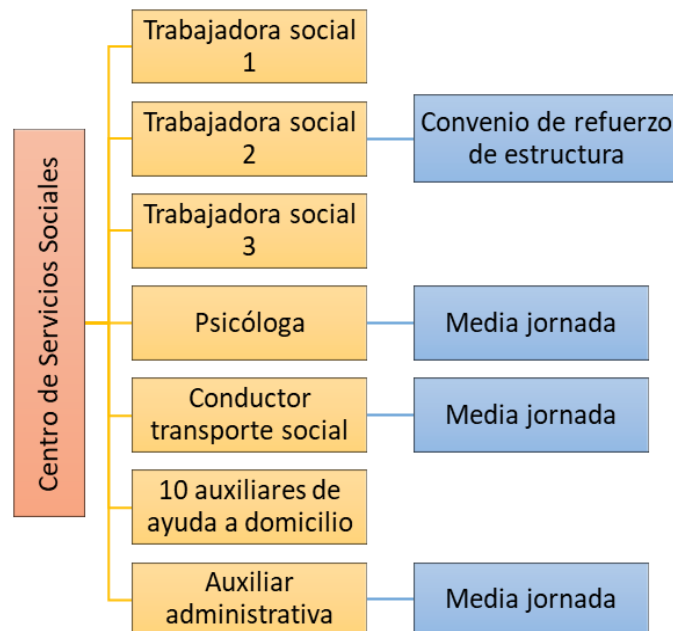 Centro de Servicios Sociales
Trabajadora social
1
Trabajadora social
2
Convenio de refuerzo
de estructura
Trabajadora social
3
Psicóloga
Media jornada
Conductor
transporte social
Media jornada
10 auxiliares de
ayuda a domicilio
Auxiliar
administrativa
Media jornada